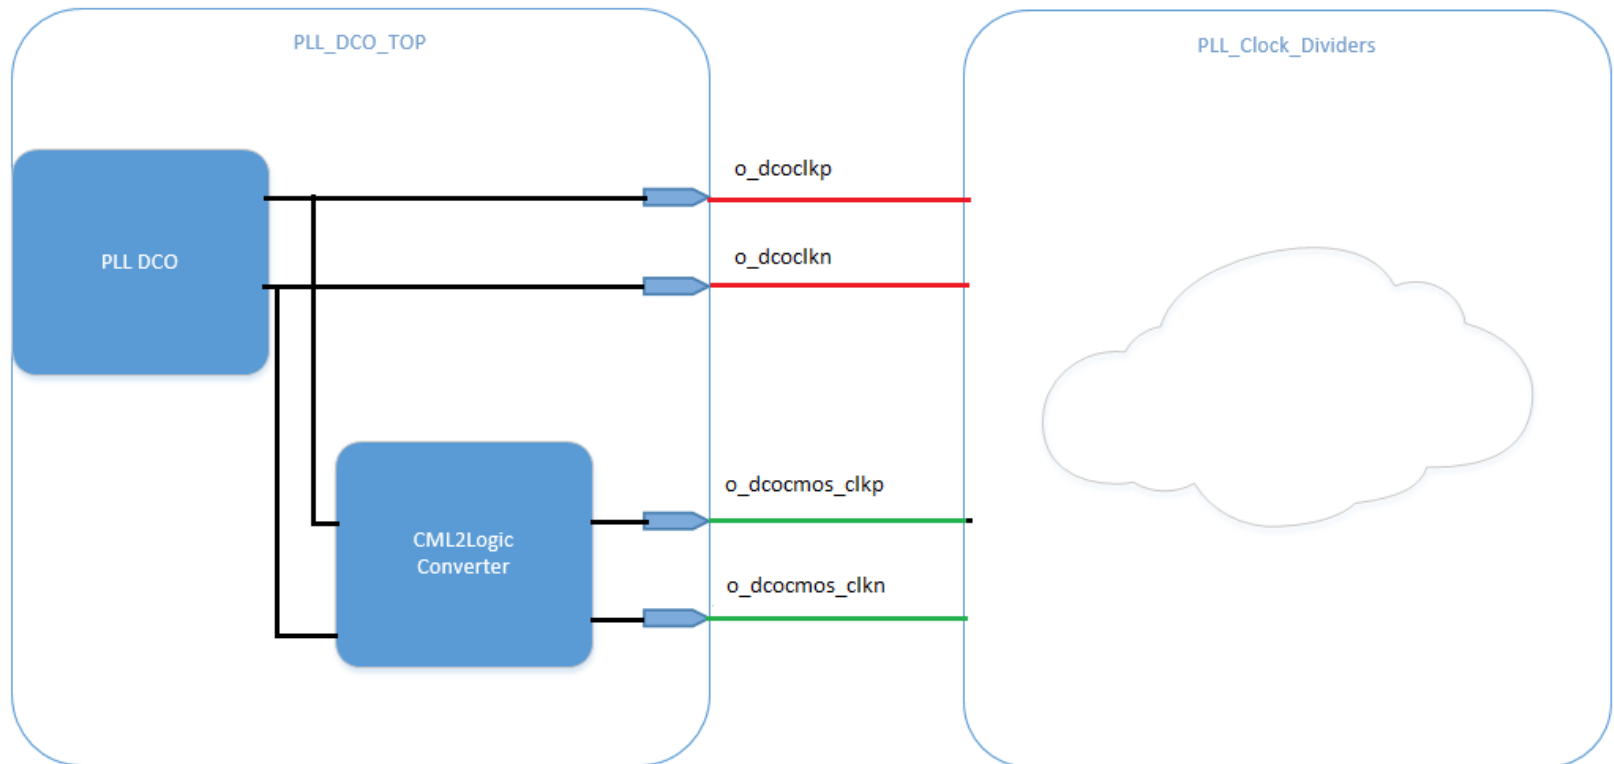 PLL_DCO_TOP
PLL_Clock_Dividers
o_dcoclkp
o_dcoclkn
PLL DCO
o_dcocmos_clkp
CML2Logic
Converter
o_dcocmos_clkn